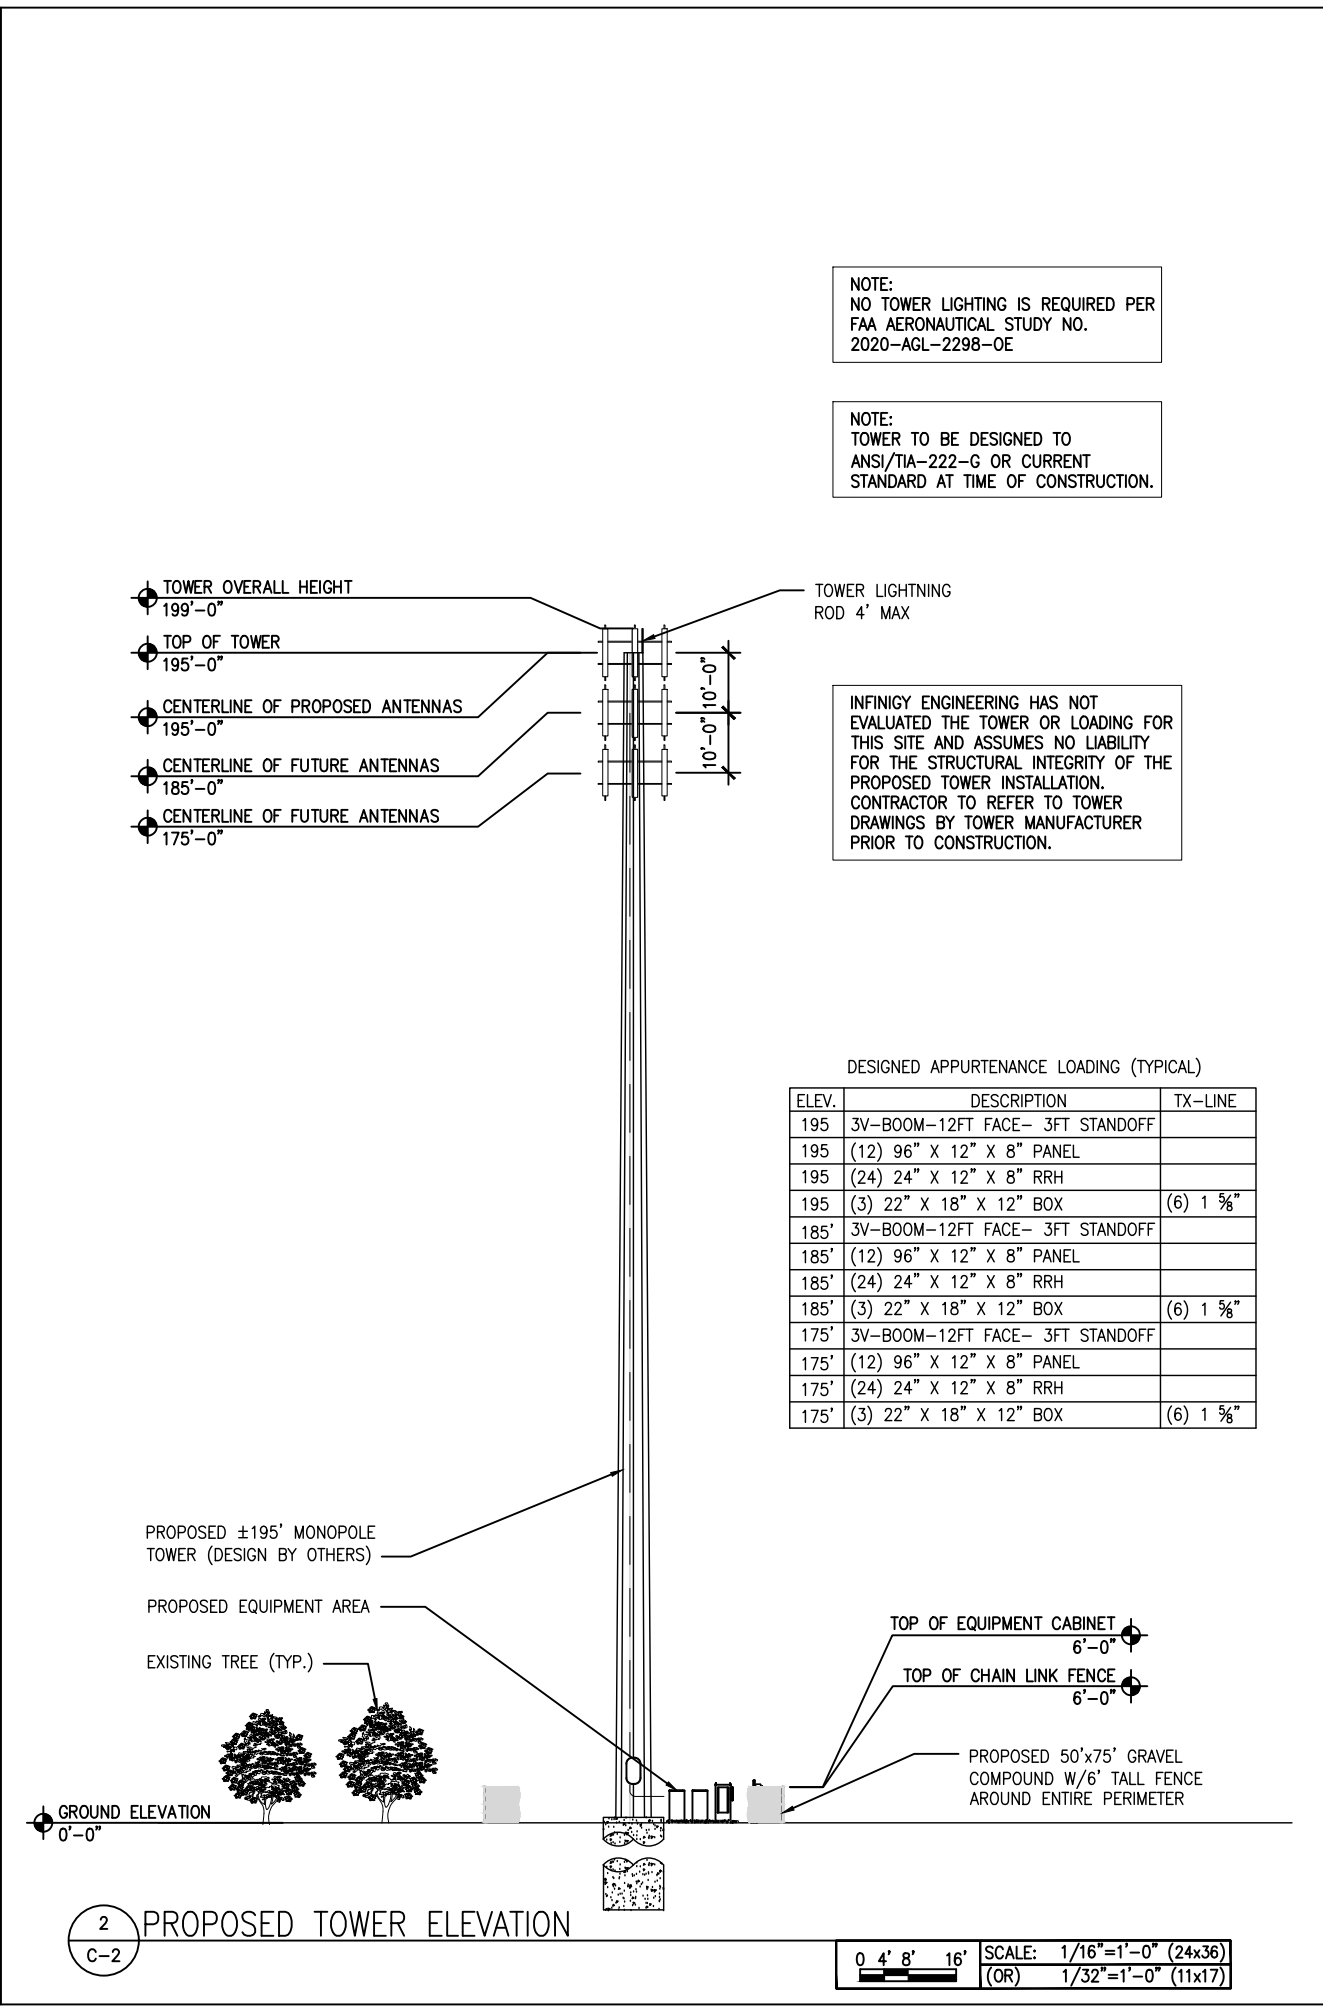 NOTE:
NO TOWER LIGHTING IS REQUIRED PER
FAA AERONAUTICAL STUDY NO.
2020-AGL-2298-OE
NOTE:
TOWER TO BE DESIGNED TO
ANSI/TIA-222-G OR CURRENT
STANDARD AT TIME OF CONSTRUCTION.
TOWER OVERALL HEIGHT
199'-0"
TOP OF TOWER
195'-0"
CENTERLINE OF PROPOSED ANTENNAS
195'-0"
CENTERLINE OF FUTURE ANTENNAS
185'-0"
CENTERLINE OF FUTURE ANTENNAS
175'-0"
TOWER LIGHTNING
ROD 4' MAX
10'-0"
10'-0"
INFINIGY ENGINEERING HAS NOT
EVALUATED THE TOWER OR LOADING FOR
THIS SITE AND ASSUMES NO LIABILITY
FOR THE STRUCTURAL INTEGRITY OF THE
PROPOSED TOWER INSTALLATION.
CONTRACTOR TO REFER TO TOWER
DRAWINGS BY TOWER MANUFACTURER
PRIOR TO CONSTRUCTION.
DESIGNED APPURTENANCE LOADING (TYPICAL)
ELEV. DESCRIPTION TX-LINE
195 3V-BOOM-12FT FACE- 3FT STANDOFF
195 (12) 96" X 12" X 8" PANEL
195 (24) 24" X 12" X 8" RRH
195 (3) 22" X 18" X 12" BOX (6) 1 ⅝"
185' 3V-BOOM-12FT FACE- 3FT STANDOFF
185' (12) 96" X 12" X 8" PANEL
185' (24) 24" X 12" X 8" RRH
185' (3) 22" X 18" X 12" BOX (6) 1 ⅝"
175' 3V-BOOM-12FT FACE- 3FT STANDOFF
175' (12) 96" X 12" X 8" PANEL
175' (24) 24" X 12" X 8" RRH
175' (3) 22" X 18" X 12" BOX (6) 1 ⅝"
PROPOSED ±195' MONOPOLE
TOWER (DESIGN BY OTHERS)
PROPOSED EQUIPMENT AREA
EXISTING TREE (TYP.)
TOP OF EQUIPMENT CABINET
6'-0"
TOP OF CHAIN LINK FENCE
6'-0"
PROPOSED 50'x75' GRAVEL
COMPOUND W/6' TALL FENCE
AROUND ENTIRE PERIMETER
GROUND ELEVATION
0'-0"
2
C-2
PROPOSED TOWER ELEVATION
0 4' 8' 16'
SCALE: 1/16"=1'-0" (24x36)
(OR) 1/32"=1'-0" (11x17)